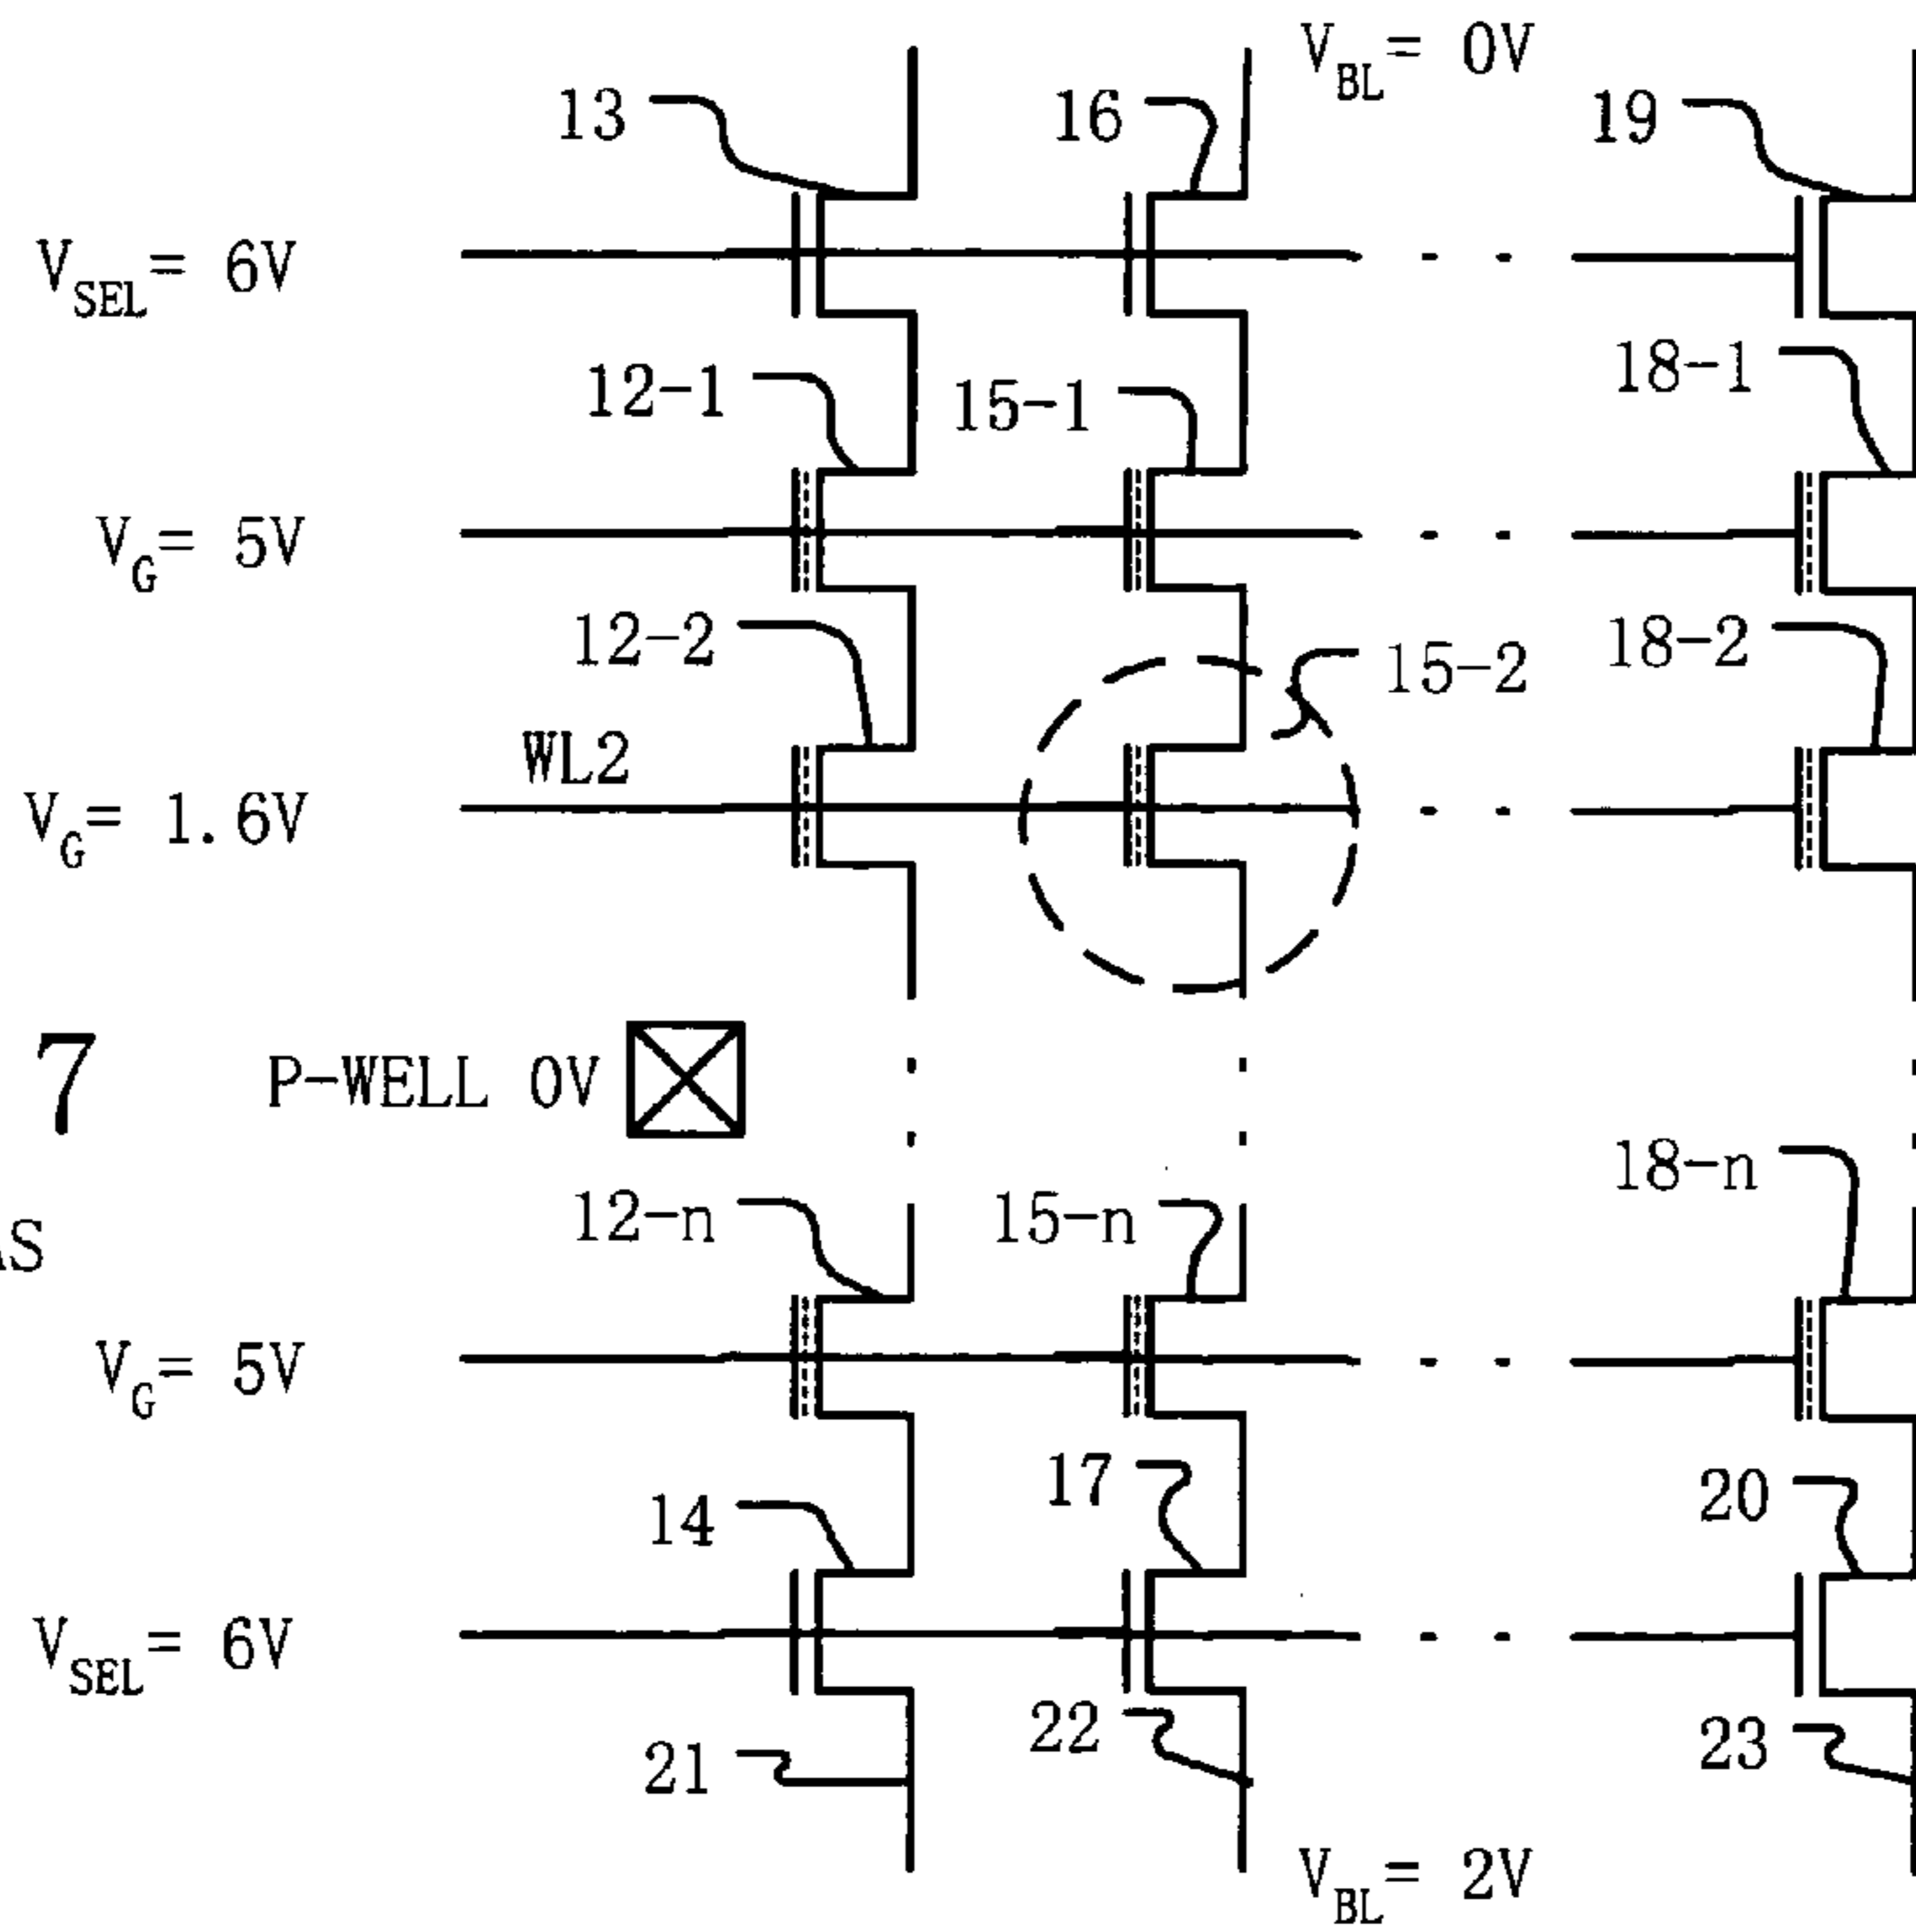 V_BL= 0V
13 16 19
V_SEL= 6V
12-1 15-1 18-1
V_G= 5V
12-2 15-2 18-2
WL2
V_G= 1.6V
7 P-WELL 0V
12-n 15-n 18-n
AS
V_G= 5V
14 17 20
V_SEL= 6V
21 22 23
V_BL= 2V